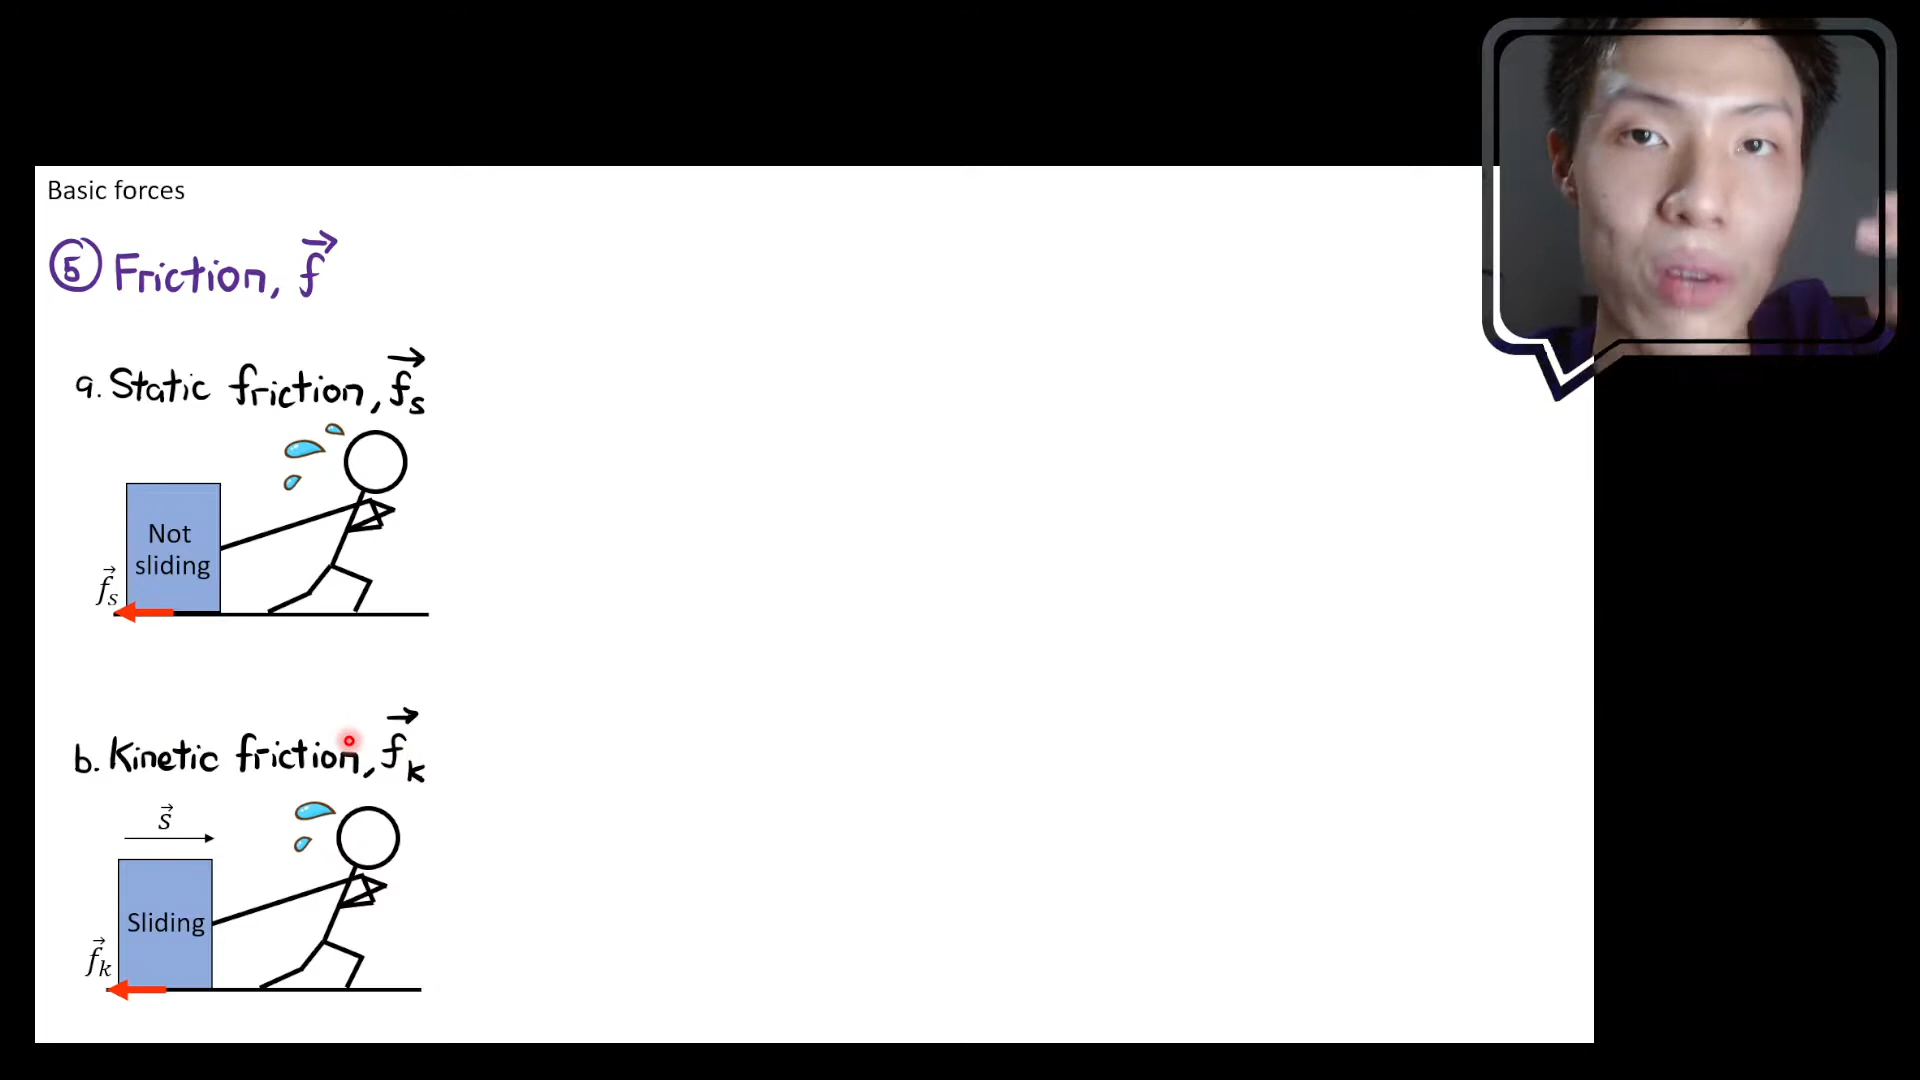 Basic forces
⑤ Friction, f⃗
a. Static friction, f⃗s
Not
sliding
f⃗s
b. Kinetic friction, f⃗k
s⃗
Sliding
f⃗k